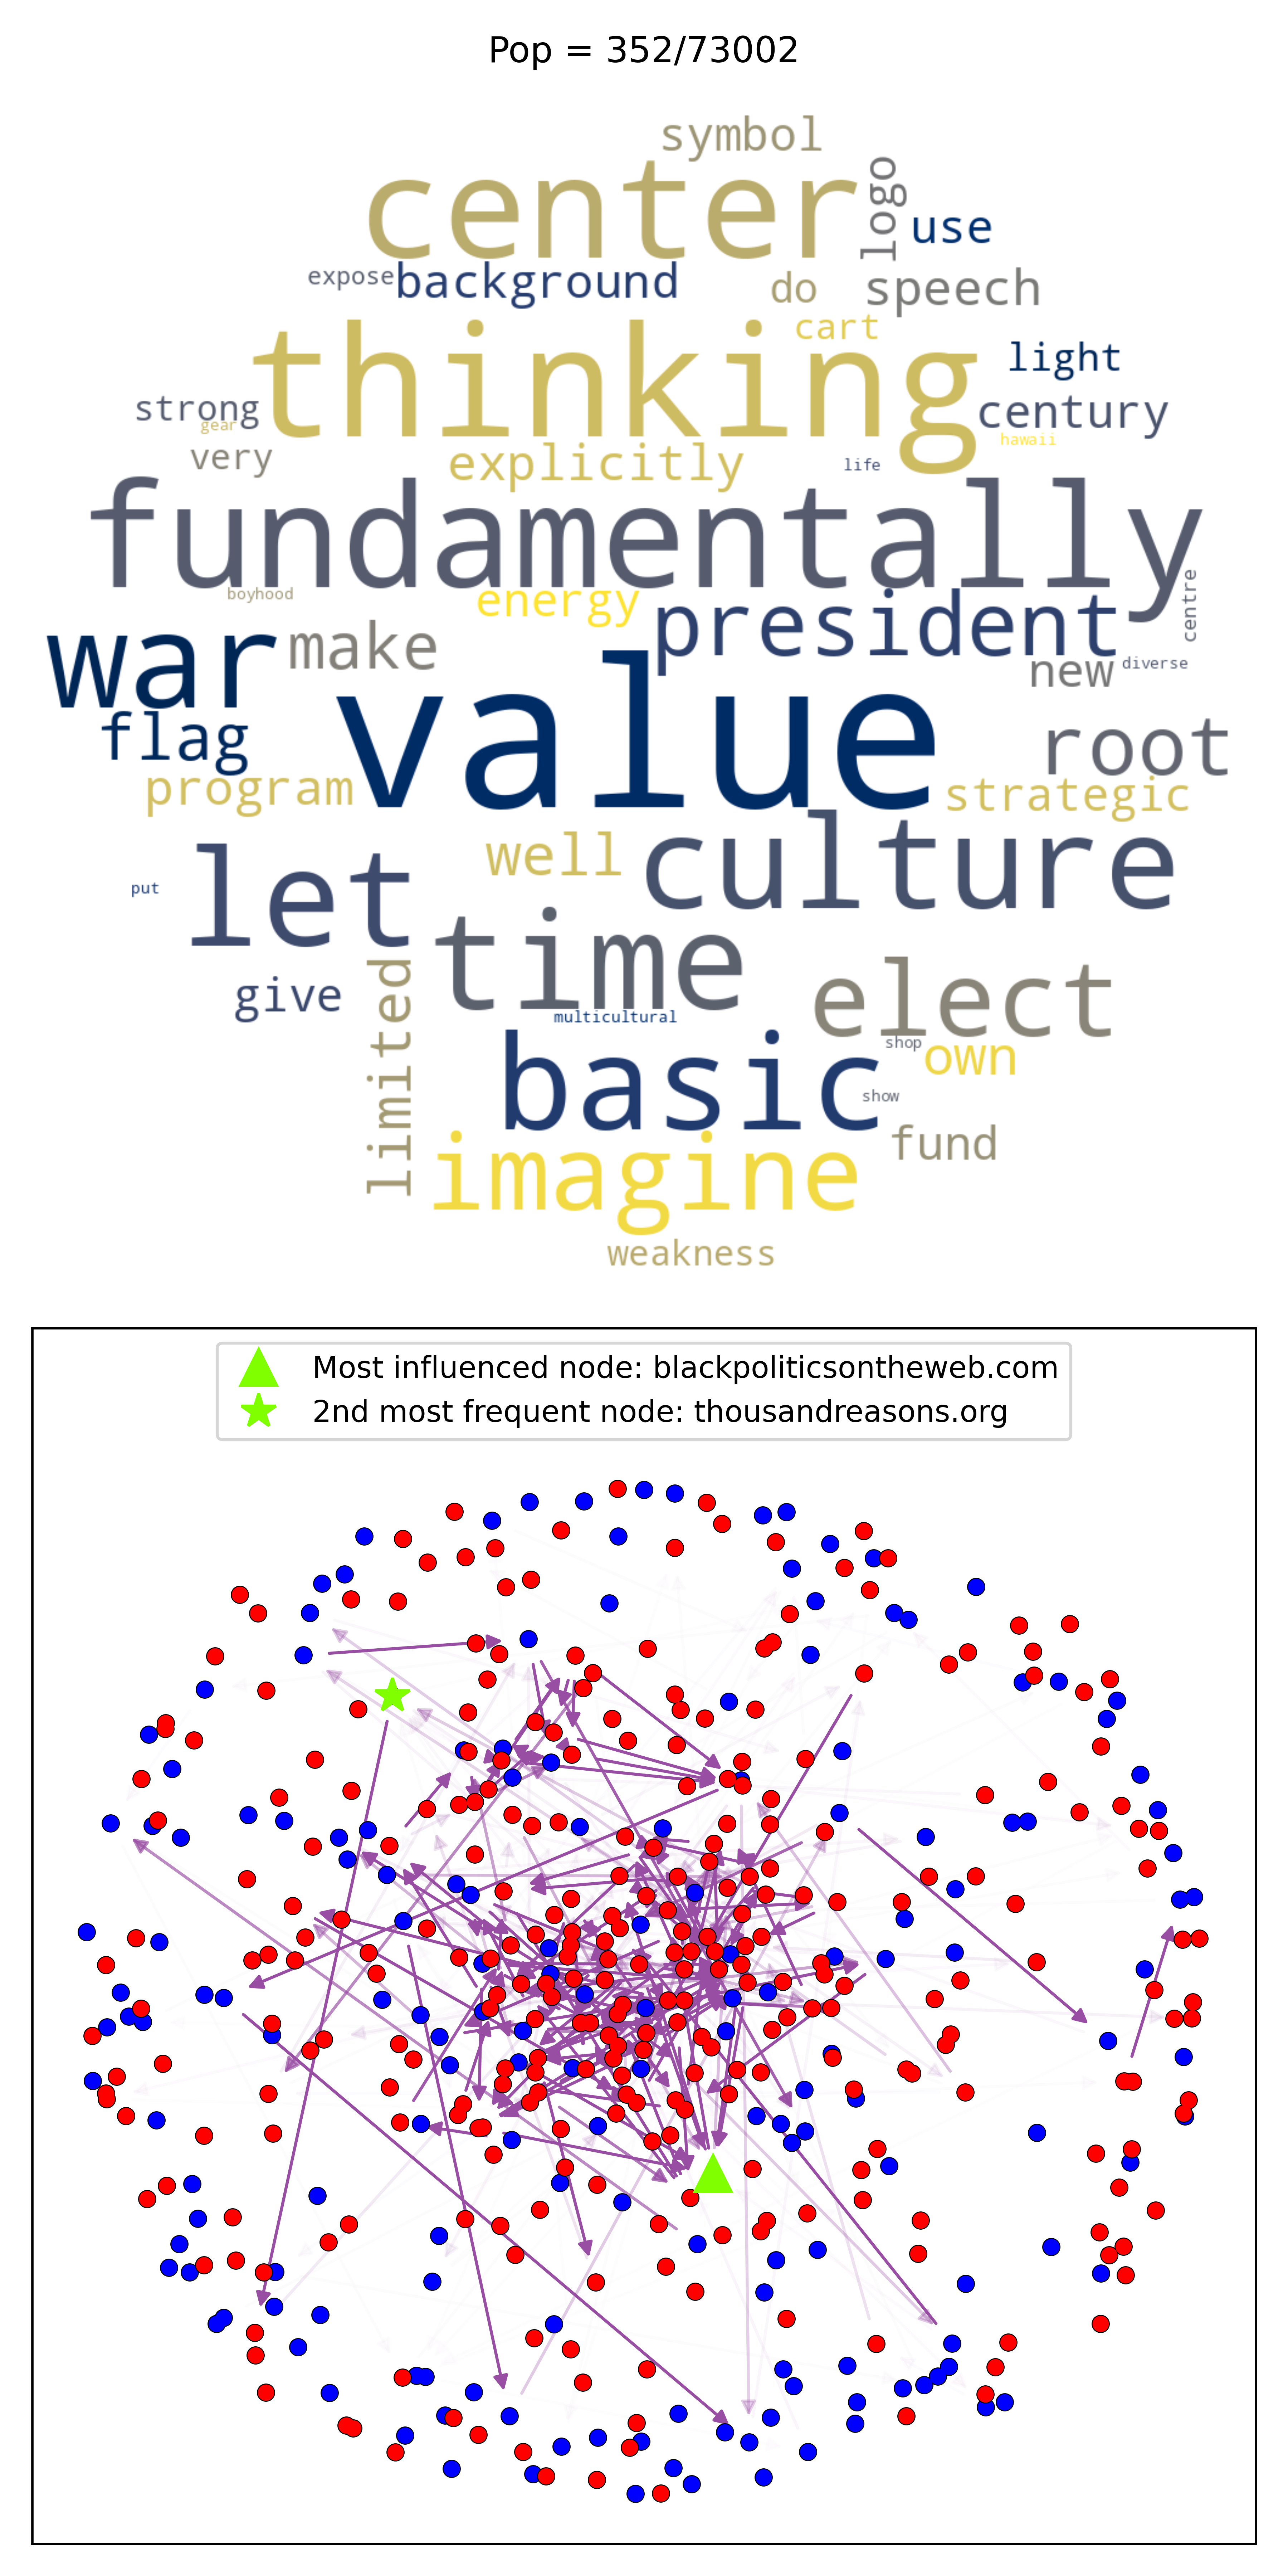 Pop = 352/73002
symbol
center
logo
use
expose
background
do
speech
cart
thinking
light
strong
gear
century
hawaii
very
explicitly
life
fundamentally
boyhood
energy
president
centre
war
make
new
diverse
flag
value
root
program
strategic
well
culture
put
let
time
give
limited
elect
multicultural
basic
shop
own
show
imagine
fund
weakness
Most influenced node: blackpoliticsontheweb.com
2nd most frequent node: thousandreasons.org